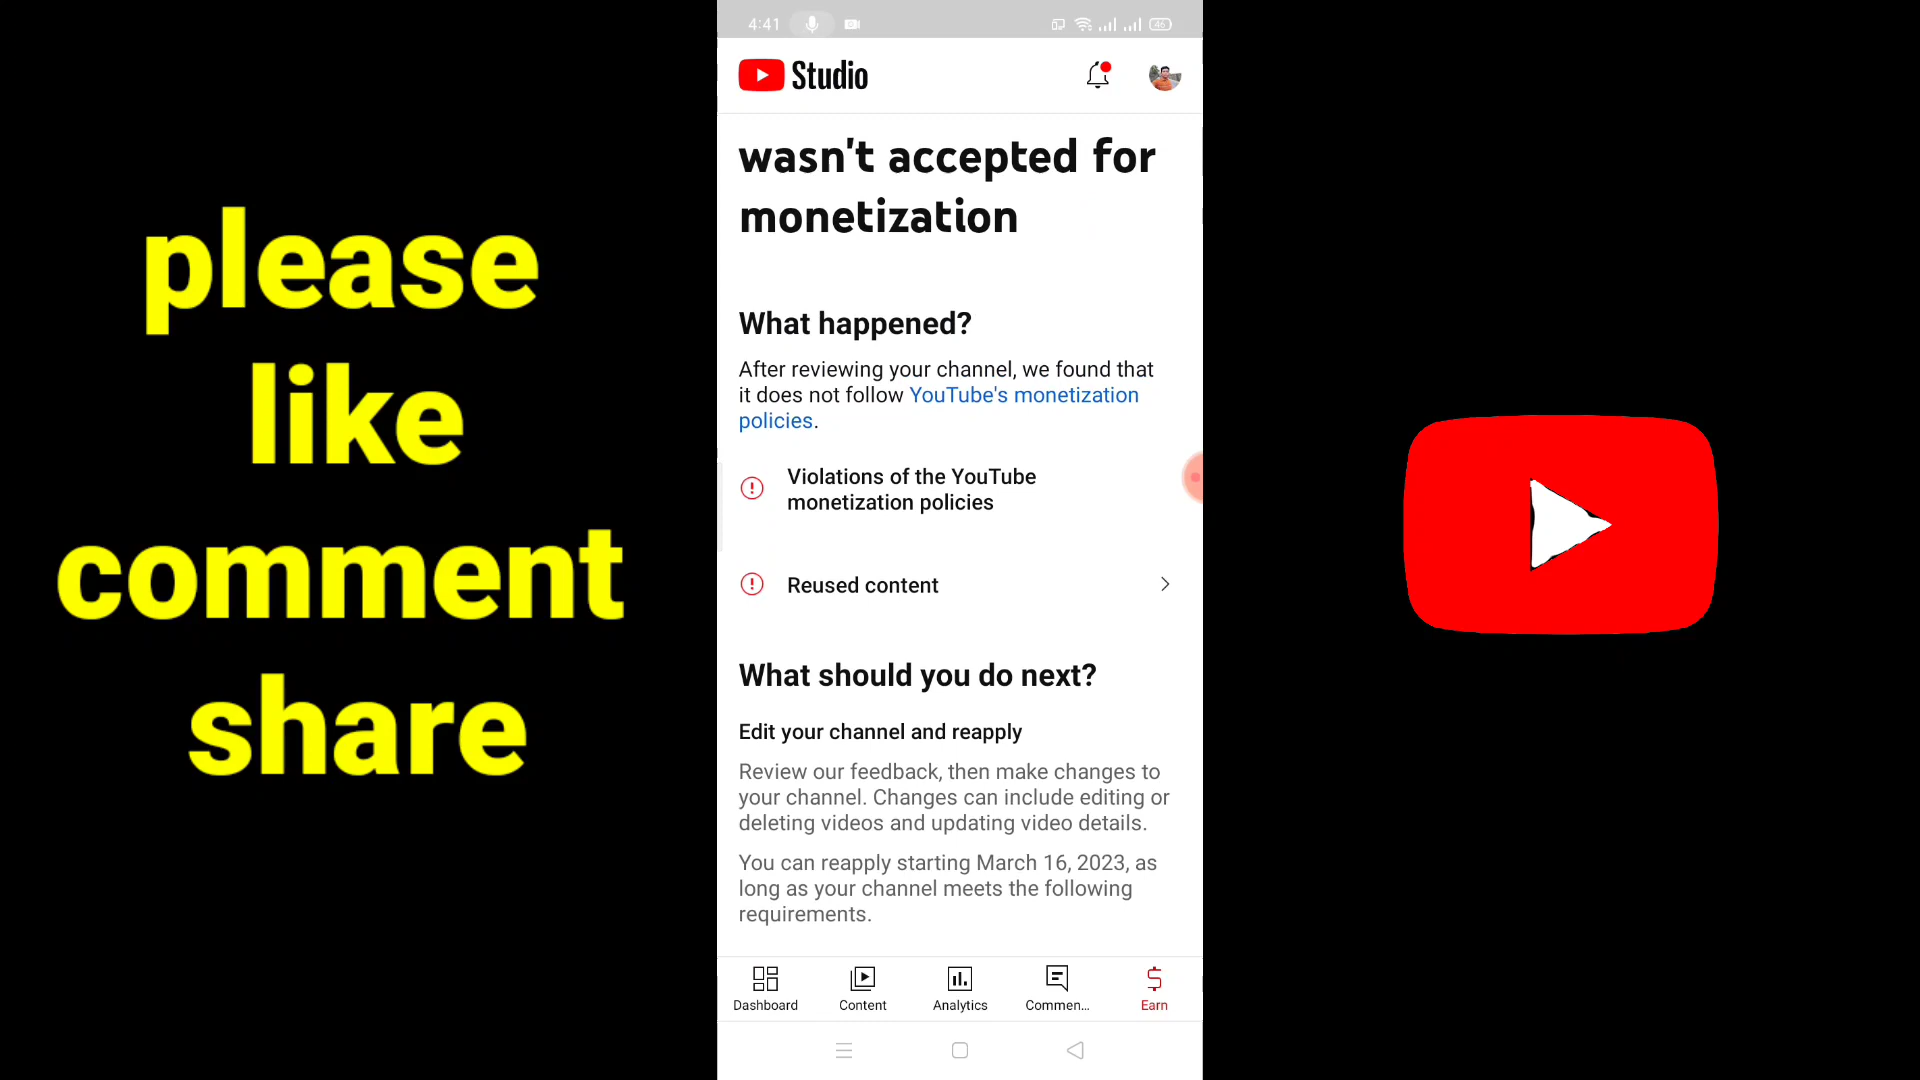 please
like
comment
share
4:41
46
Studio
wasn't accepted for
monetization
What happened?
After reviewing your channel, we found that
it does not follow YouTube's monetization
policies.
Violations of the YouTube
monetization policies
Reused content
What should you do next?
Edit your channel and reapply
Review our feedback, then make changes to
your channel. Changes can include editing or
deleting videos and updating video details.
You can reapply starting March 16, 2023, as
long as your channel meets the following
requirements.
Dashboard
Content
Analytics
Commen...
Earn